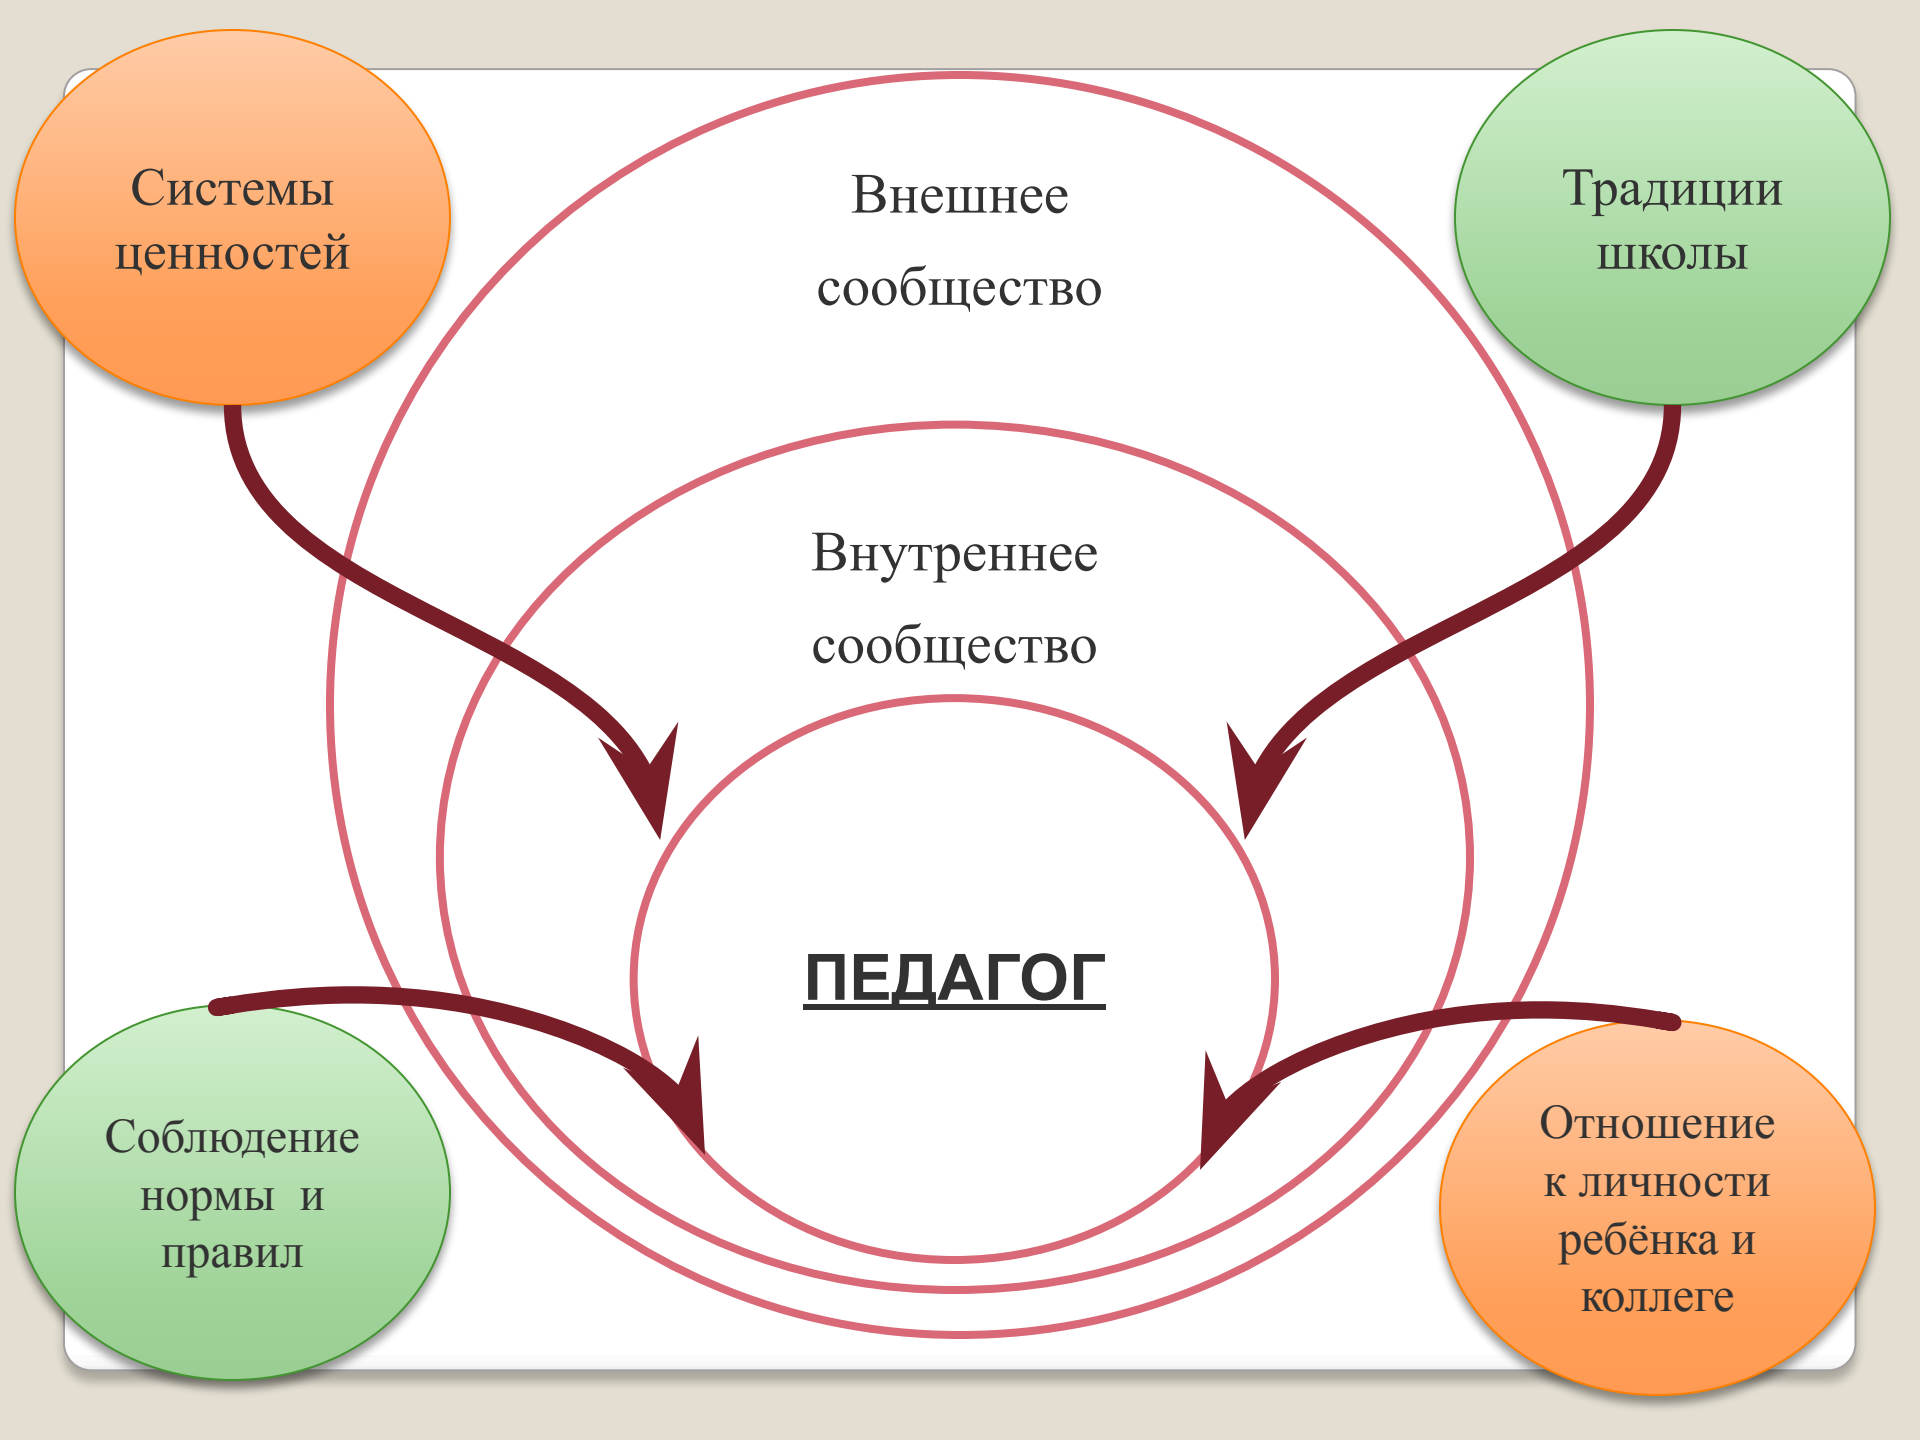 Системы
ценностей
Внешнее
сообщество
Традиции
школы
Внутреннее
сообщество
ПЕДАГОГ
Соблюдение
нормы  и
правил
Отношение
к личности
ребёнка и
коллеге